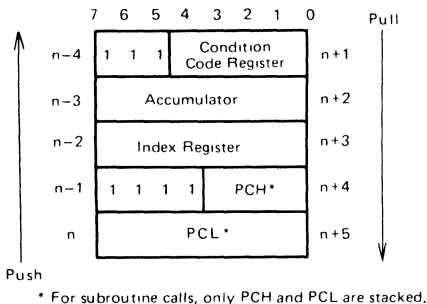 7 6 5 4 3 2 1 0
Pull
n-4 1 1 1 Condition Code Register n+1
n-3 Accumulator n+2
n-2 Index Register n+3
n-1 1 1 1 1 PCH* n+4
n PCL* n+5
Push
* For subroutine calls, only PCH and PCL are stacked.